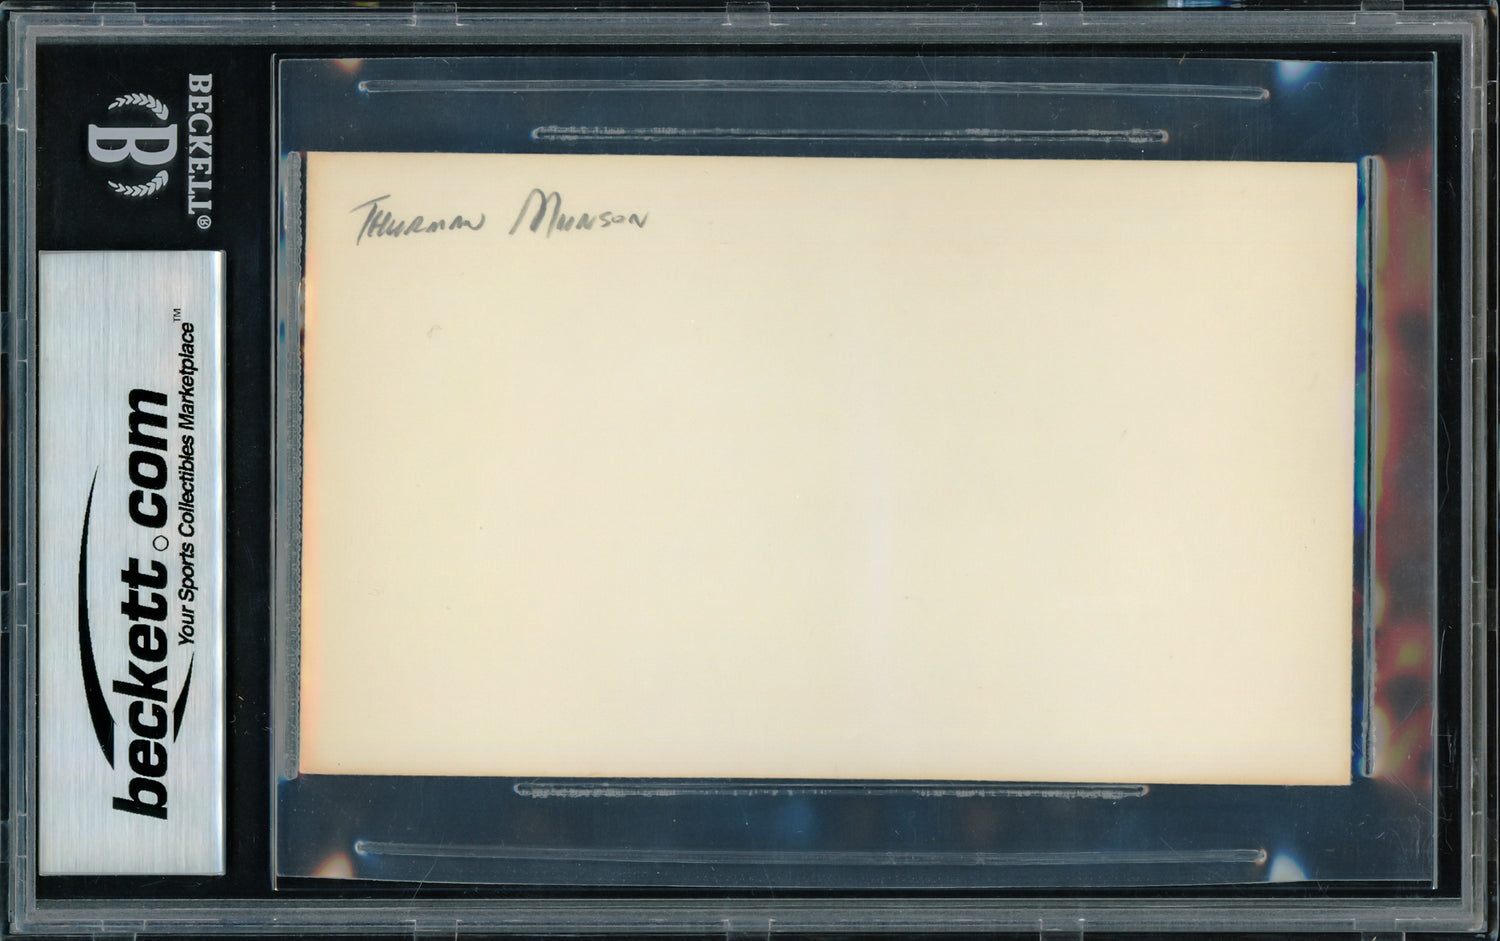 BECKETT®
B
beckett.com
Your Sports Collectibles Marketplace™
Thurman Munson